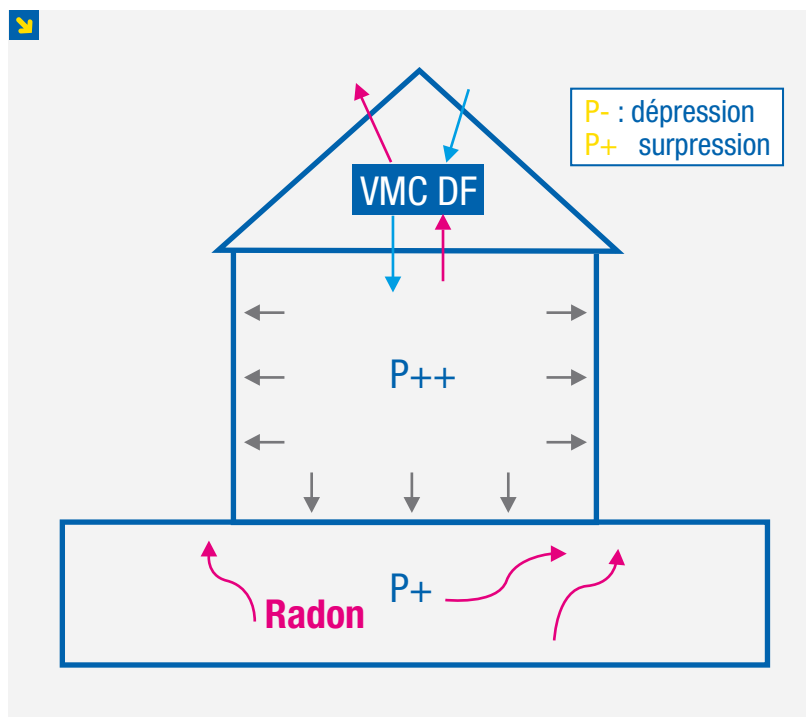 P- : dépression
P+ surpression
VMC DF
P++
P+
Radon